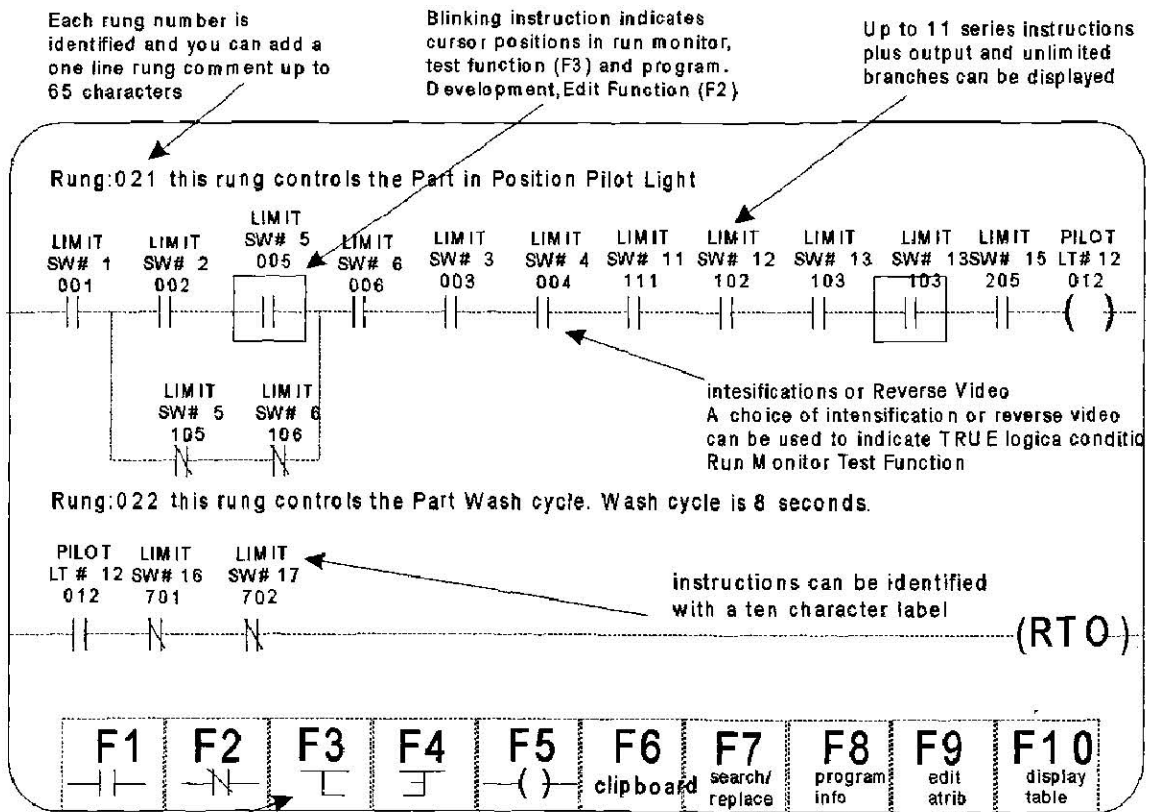 Each rung number is
identified and you can add a
one line rung comment up to
65 characters
Blinking instruction indicates
cursor positions in run monitor,
test function (F3) and program.
Development,Edit Function (F2)
Up to 11 series instructions
plus output and unlimited
branches can be displayed
Rung:021 this rung controls the Part in Position Pilot Light
LIMIT SW# 1 001
LIMIT SW# 2 002
LIMIT SW# 5 005
LIMIT SW# 6 006
LIMIT SW# 3 003
LIMIT SW# 4 004
LIMIT SW# 11 111
LIMIT SW# 12 102
LIMIT SW# 13 103
LIMIT SW# 13 103
LIMIT SW# 15 205
PILOT LT# 12 012
LIMIT SW# 5 105
LIMIT SW# 6 106
intesifications or Reverse Video
A choice of intensification or reverse video
can be used to indicate TRUE logica conditio
Run Monitor Test Function
Rung:022 this rung controls the Part Wash cycle. Wash cycle is 8 seconds.
PILOT LT # 12 012
LIMIT SW# 16 701
LIMIT SW# 17 702
instructions can be identified
with a ten character label
(RTO)
F1
F2
F3
F4
F5
F6 clipboard
F7 search/ replace
F8 program info
F9 edit atrib
F10 display table